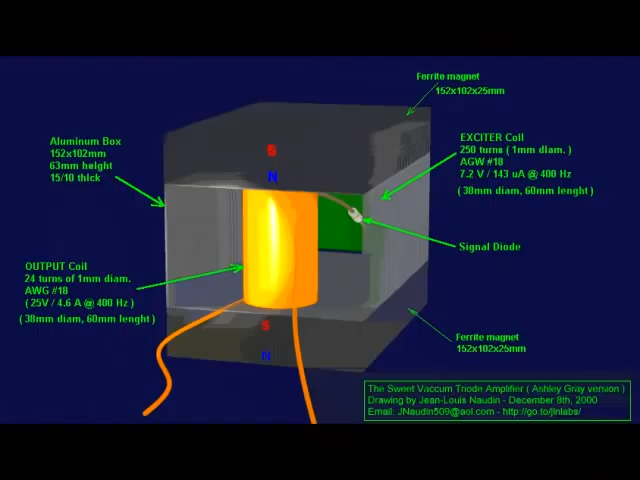 Ferrite magnet
152x102x25mm
Aluminum Box
152x102mm
63mm height
15/10 thick
EXCITER Coil
250 turns ( 1mm diam. )
AGW #18
7.2 V / 143 uA @ 400 Hz
( 38mm diam, 60mm lenght )
S
N
Signal Diode
OUTPUT Coil
24 turns of 1mm diam.
AWG #18
( 25V / 4.6 A @ 400 Hz )
( 38mm diam, 60mm lenght )
S
N
Ferrite magnet
152x102x25mm
The Sweet Vaccum Triode Amplifier ( Ashley Gray version )
Drawing by Jean-Louis Naudin - December 8th, 2000
Email: JNaudin509@aol.com - http://go.to/jlnlabs/